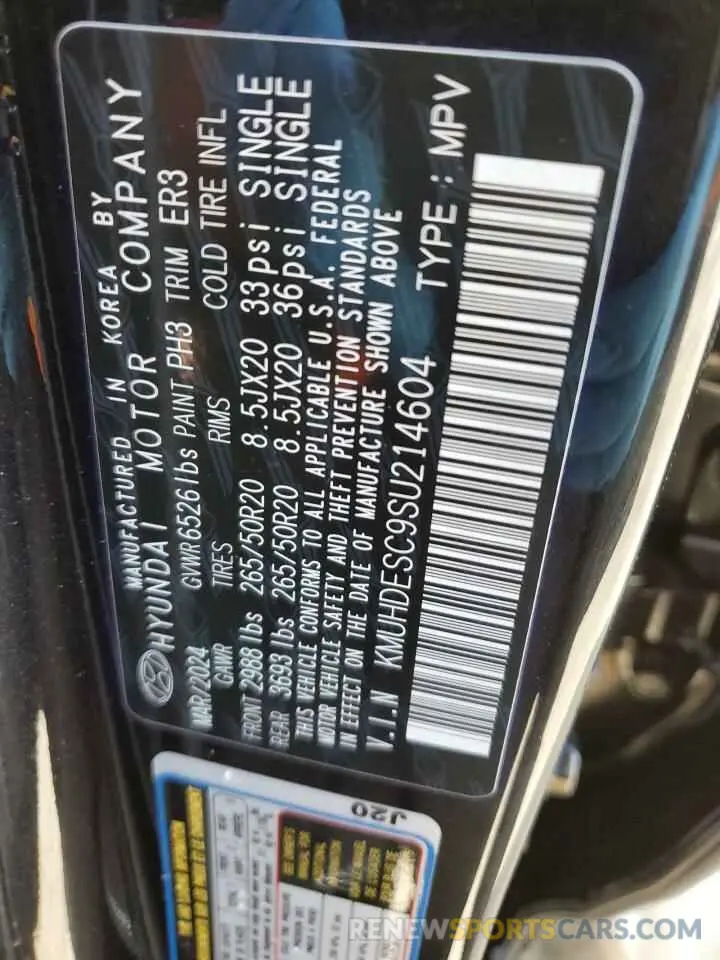 MANUFACTURED IN KOREA BY
HYUNDAI MOTOR COMPANY
MAR/2024 GVWR 6526 lbs PAINT PH3 TRIM ER3
GAWR TIRES RIMS COLD TIRE INFL
FRONT 2988 lbs 265/50R20 8.5JX20 33psi SINGLE
REAR 3693 lbs 265/50R20 8.5JX20 36psi SINGLE
THIS VEHICLE CONFORMS TO ALL APPLICABLE U.S.A. FEDERAL
MOTOR VEHICLE SAFETY AND THEFT PREVENTION STANDARDS
IN EFFECT ON THE DATE OF MANUFACTURE SHOWN ABOVE
V.I.N KMUHDESC9SU214604 TYPE : MPV
J20
RENEWSPORTSCARS.COM